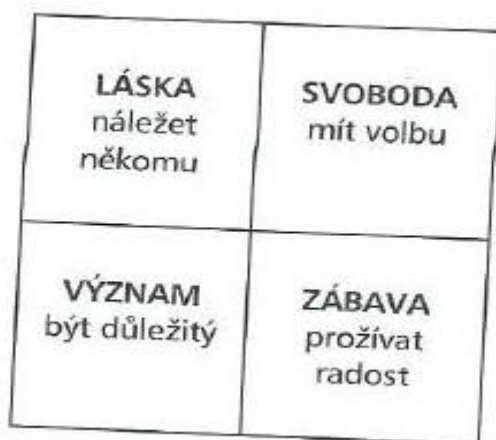 LÁSKA
náležet
někomu
SVOBODA
mít volbu
VÝZNAM
být důležitý
ZÁBAVA
prožívat
radost